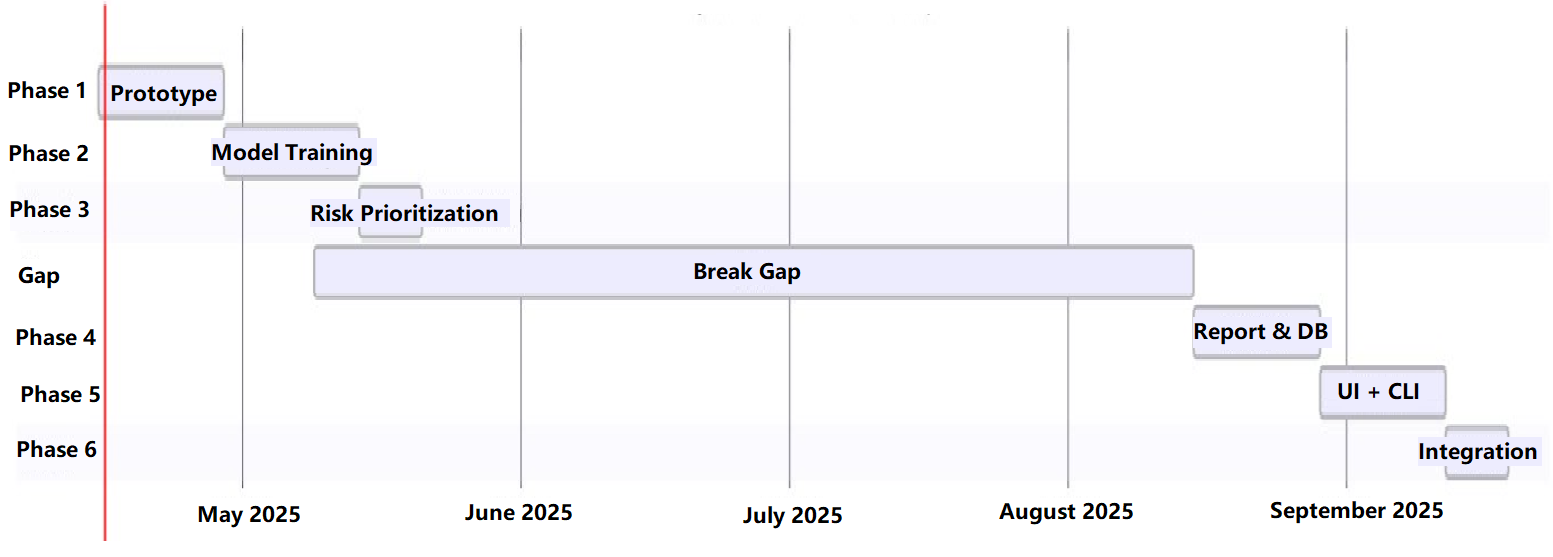 Phase 1
Prototype
Phase 2
Model Training
Phase 3
Risk Prioritization
Gap
Break Gap
Phase 4
Report & DB
Phase 5
UI + CLI
Phase 6
Integration
May 2025
June 2025
July 2025
August 2025
September 2025